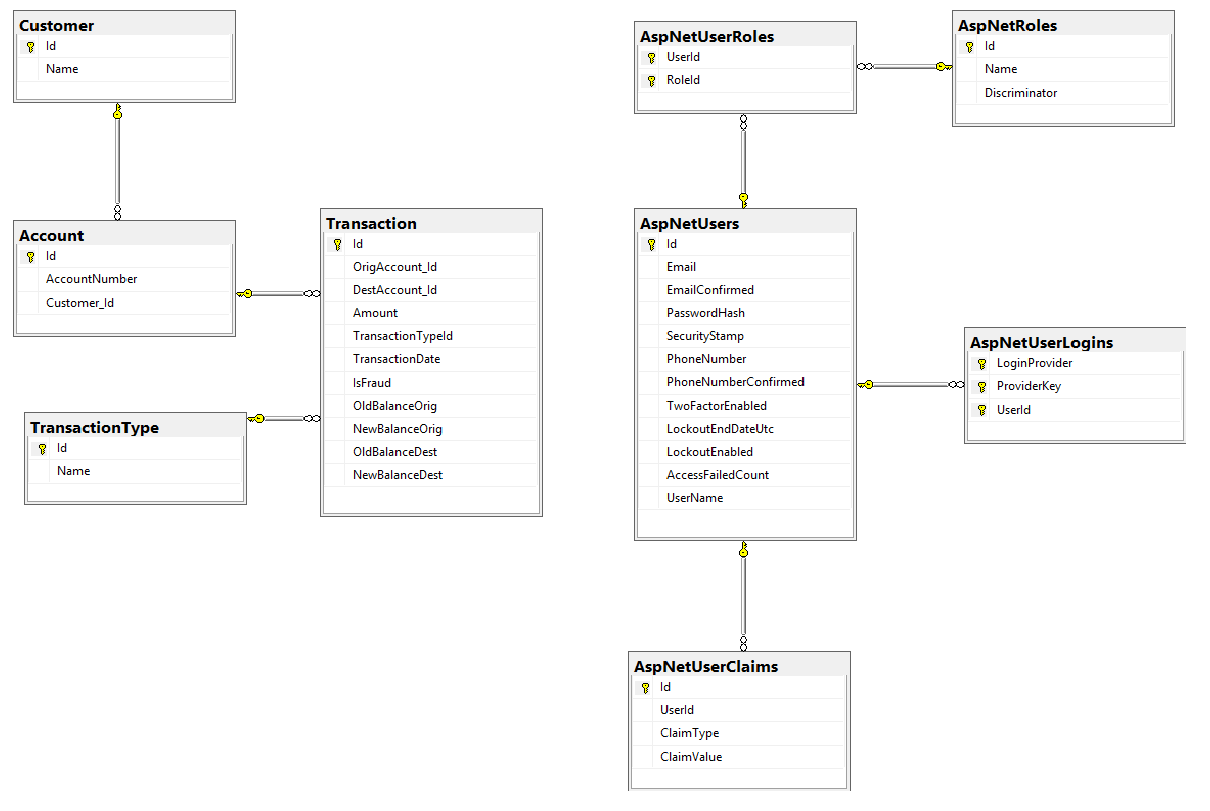 Customer
Id
Name
Account
Id
AccountNumber
Customer_Id
TransactionType
Id
Name
Transaction
Id
OrigAccount_Id
DestAccount_Id
Amount
TransactionTypeId
TransactionDate
IsFraud
OldBalanceOrig
NewBalanceOrig
OldBalanceDest
NewBalanceDest
AspNetUserRoles
UserId
RoleId
AspNetRoles
Id
Name
Discriminator
AspNetUsers
Id
Email
EmailConfirmed
PasswordHash
SecurityStamp
PhoneNumber
PhoneNumberConfirmed
TwoFactorEnabled
LockoutEndDateUtc
LockoutEnabled
AccessFailedCount
UserName
AspNetUserLogins
LoginProvider
ProviderKey
UserId
AspNetUserClaims
Id
UserId
ClaimType
ClaimValue